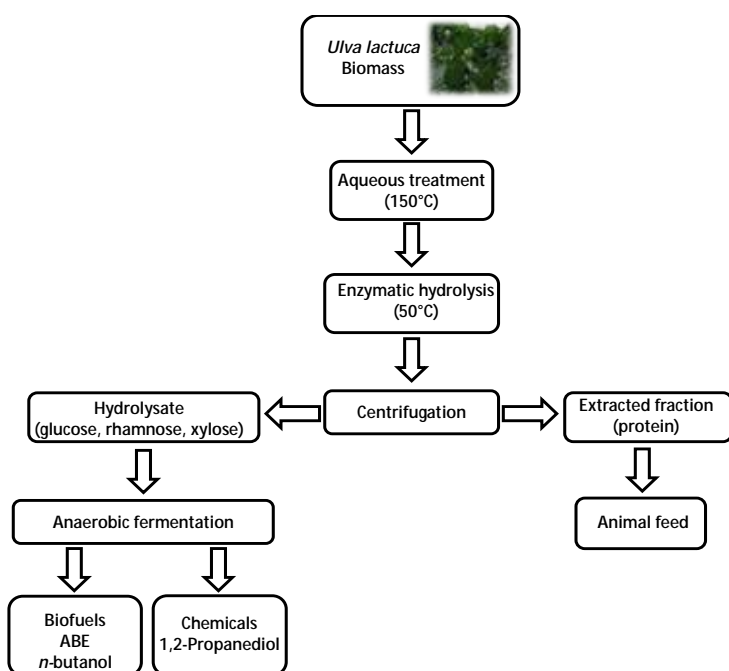 Ulva lactuca
Biomass
Aqueous treatment
(150°C)
Enzymatic hydrolysis
(50°C)
Hydrolysate
(glucose, rhamnose, xylose)
Centrifugation
Extracted fraction
(protein)
Anaerobic fermentation
Animal feed
Biofuels
ABE
n-butanol
Chemicals
1,2-Propanediol